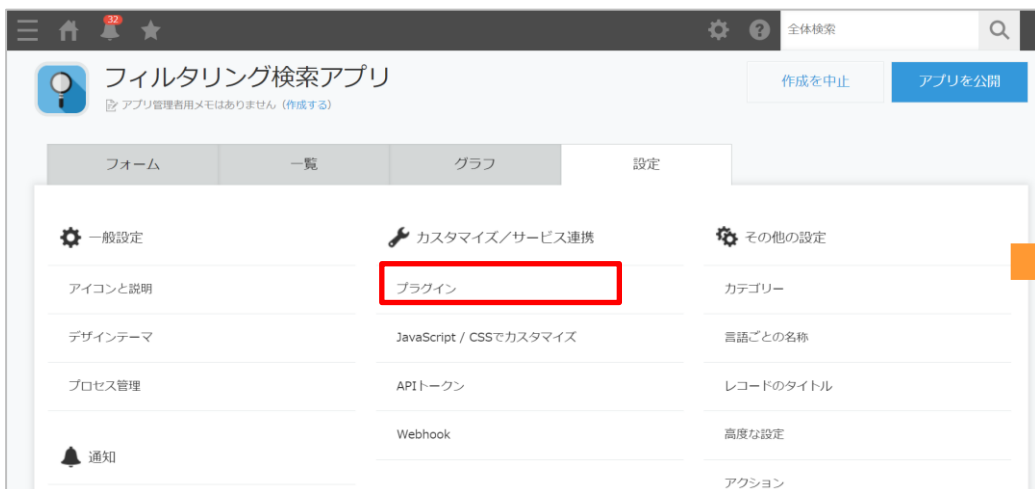 32
全体検索
フィルタリング検索アプリ
アプリ管理者用メモはありません（作成する）
作成を中止
アプリを公開
フォーム
一覧
グラフ
設定
一般設定
アイコンと説明
デザインテーマ
プロセス管理
通知
カスタマイズ／サービス連携
プラグイン
JavaScript / CSSでカスタマイズ
APIトークン
Webhook
その他の設定
カテゴリー
言語ごとの名称
レコードのタイトル
高度な設定
アクション